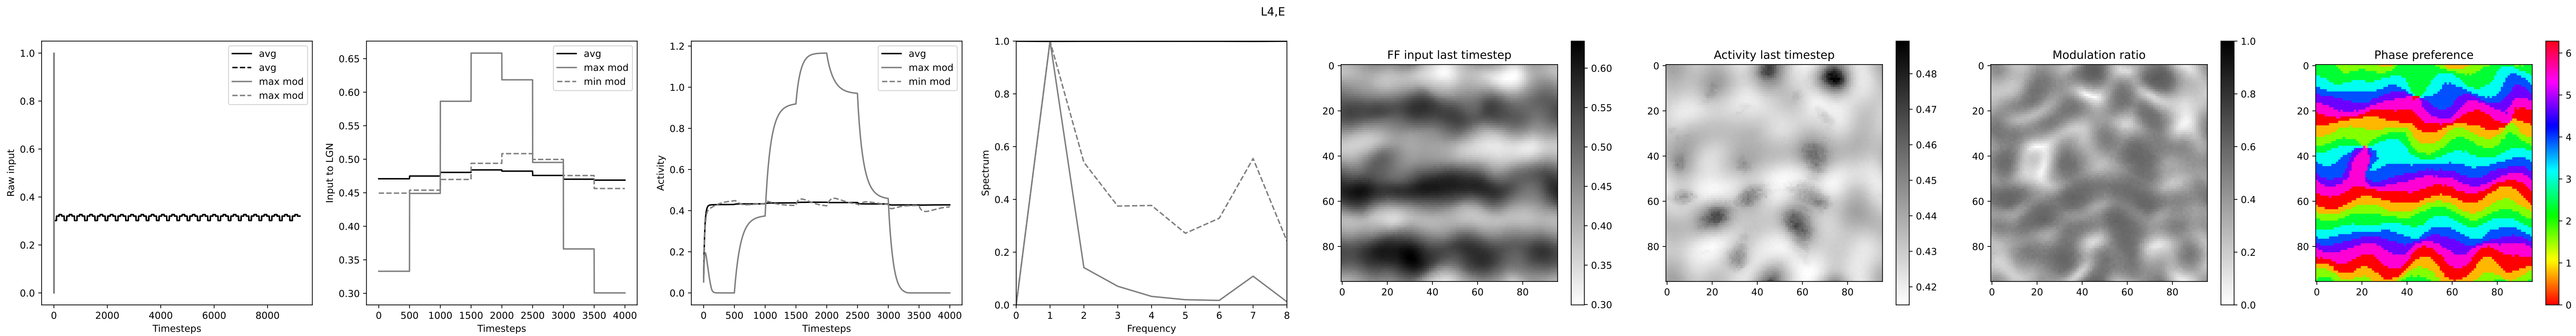 L4,E
Raw input
1.0
0.8
0.6
0.4
0.2
0.0
avg
avg
max mod
max mod
0 2000 4000 6000 8000
Timesteps
Input to LGN
0.65
0.60
0.55
0.50
0.45
0.40
0.35
0.30
avg
max mod
min mod
0 500 1000 1500 2000 2500 3000 3500 4000
Timesteps
Activity
1.2
1.0
0.8
0.6
0.4
0.2
0.0
avg
max mod
min mod
0 500 1000 1500 2000 2500 3000 3500 4000
Timesteps
Spectrum
1.0
0.8
0.6
0.4
0.2
0.0
0 1 2 3 4 5 6 7 8
Frequency
FF input last timestep
0
20
40
60
80
0 20 40 60 80
0.60
0.55
0.50
0.45
0.40
0.35
0.30
Activity last timestep
0
20
40
60
80
0 20 40 60 80
0.48
0.47
0.46
0.45
0.44
0.43
0.42
Modulation ratio
0
20
40
60
80
0 20 40 60 80
1.0
0.8
0.6
0.4
0.2
0.0
Phase preference
0
20
40
60
80
0 20 40 60 80
6
5
4
3
2
1
0